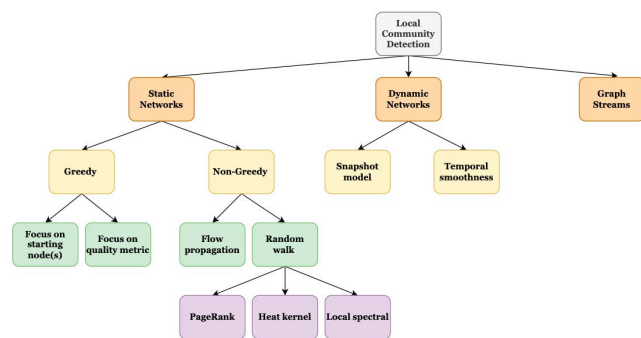 Local
Community
Detection
Static
Networks
Dynamic
Networks
Graph
Streams
Greedy
Non-Greedy
Snapshot
model
Temporal
smoothness
Focus on
starting
node(s)
Focus on
quality metric
Flow
propagation
Random
walk
PageRank
Heat kernel
Local spectral